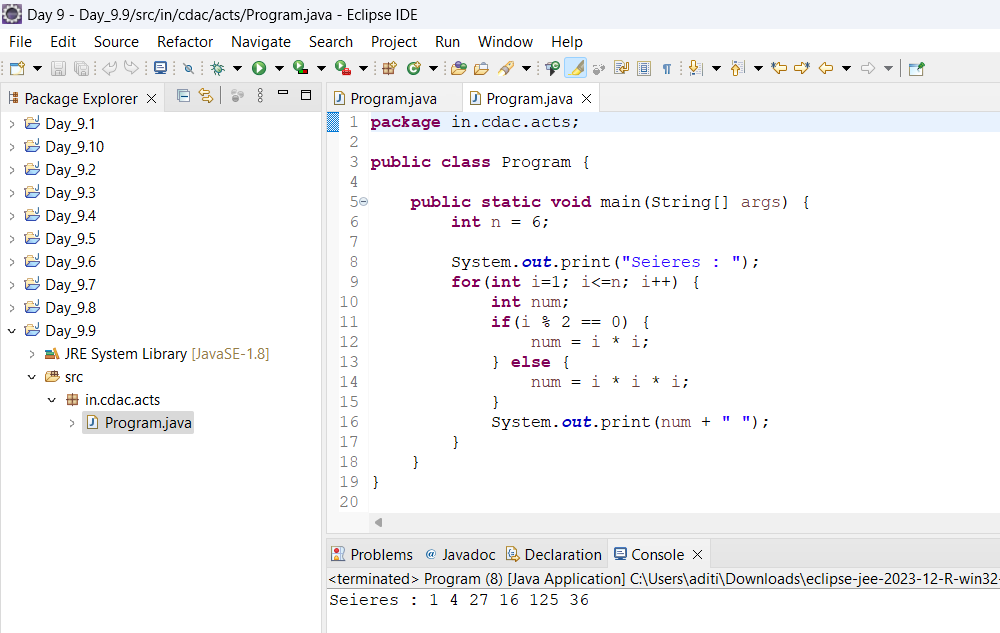 Day 9 - Day_9.9/src/in/cdac/acts/Program.java - Eclipse IDE
File Edit Source Refactor Navigate Search Project Run Window Help
Package Explorer
Day_9.1
Day_9.10
Day_9.2
Day_9.3
Day_9.4
Day_9.5
Day_9.6
Day_9.7
Day_9.8
Day_9.9
JRE System Library [JavaSE-1.8]
src
in.cdac.acts
Program.java
Program.java Program.java
1 package in.cdac.acts;
2
3 public class Program {
4
5 public static void main(String[] args) {
6 int n = 6;
7
8 System.out.print("Seieres : ");
9 for(int i=1; i<=n; i++) {
10 int num;
11 if(i % 2 == 0) {
12 num = i * i;
13 } else {
14 num = i * i * i;
15 }
16 System.out.print(num + " ");
17 }
18 }
19 }
20
Problems @ Javadoc Declaration Console
<terminated> Program (8) [Java Application] C:\Users\aditi\Downloads\eclipse-jee-2023-12-R-win32-
Seieres : 1 4 27 16 125 36